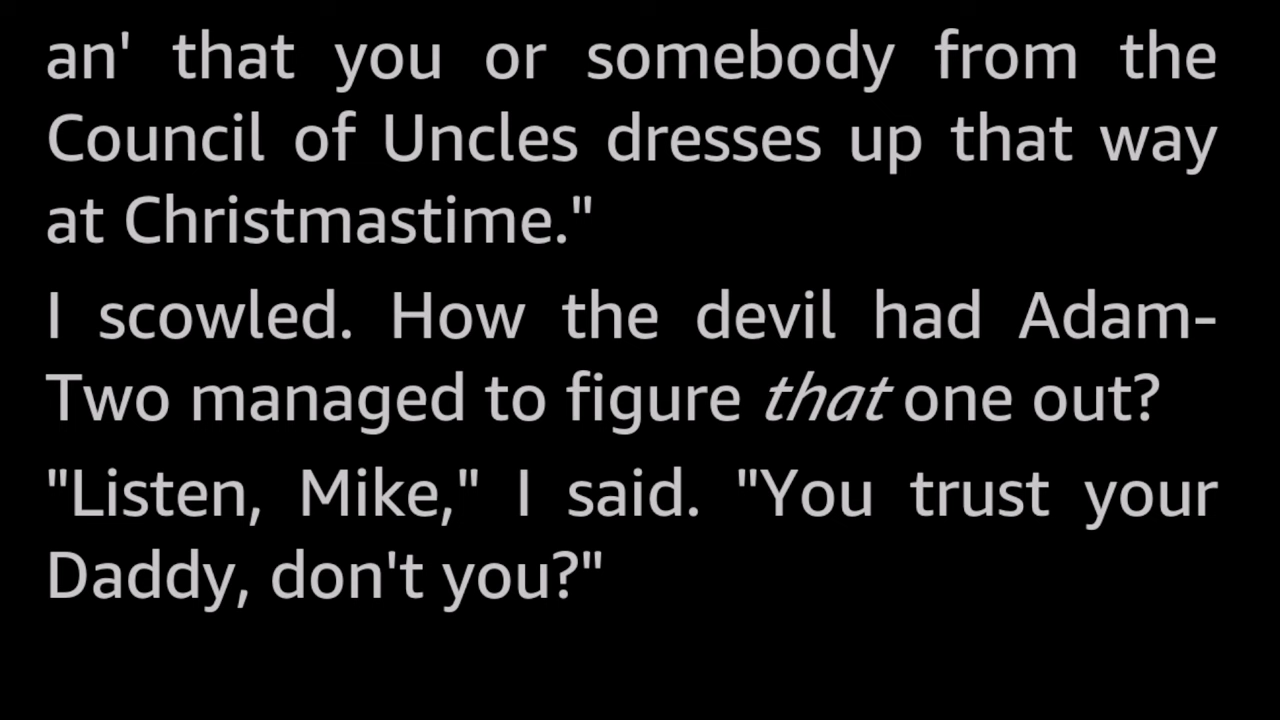 an' that you or somebody from the
Council of Uncles dresses up that way
at Christmastime."
I scowled. How the devil had Adam-
Two managed to figure that one out?
"Listen, Mike," I said. "You trust your
Daddy, don't you?"